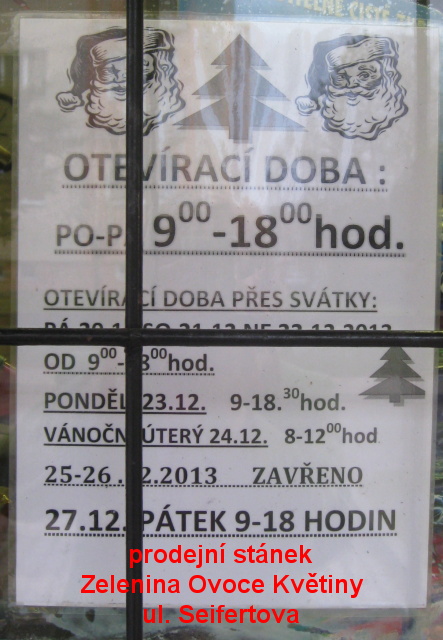 OTEVÍRACÍ DOBA :
PO-PÁ 9⁰⁰-18⁰⁰hod.
OTEVÍRACÍ DOBA PŘES SVÁTKY:
OD 9⁰⁰-18⁰⁰hod.
PONDĚLÍ 23.12. 9-18.³⁰hod.
VÁNOČNÍ ÚTERÝ 24.12. 8-12⁰⁰hod
25-26.12.2013 ZAVŘENO
27.12. PÁTEK 9-18 HODIN
prodejní stánek
Zelenina Ovoce Květiny
ul. Seifertova